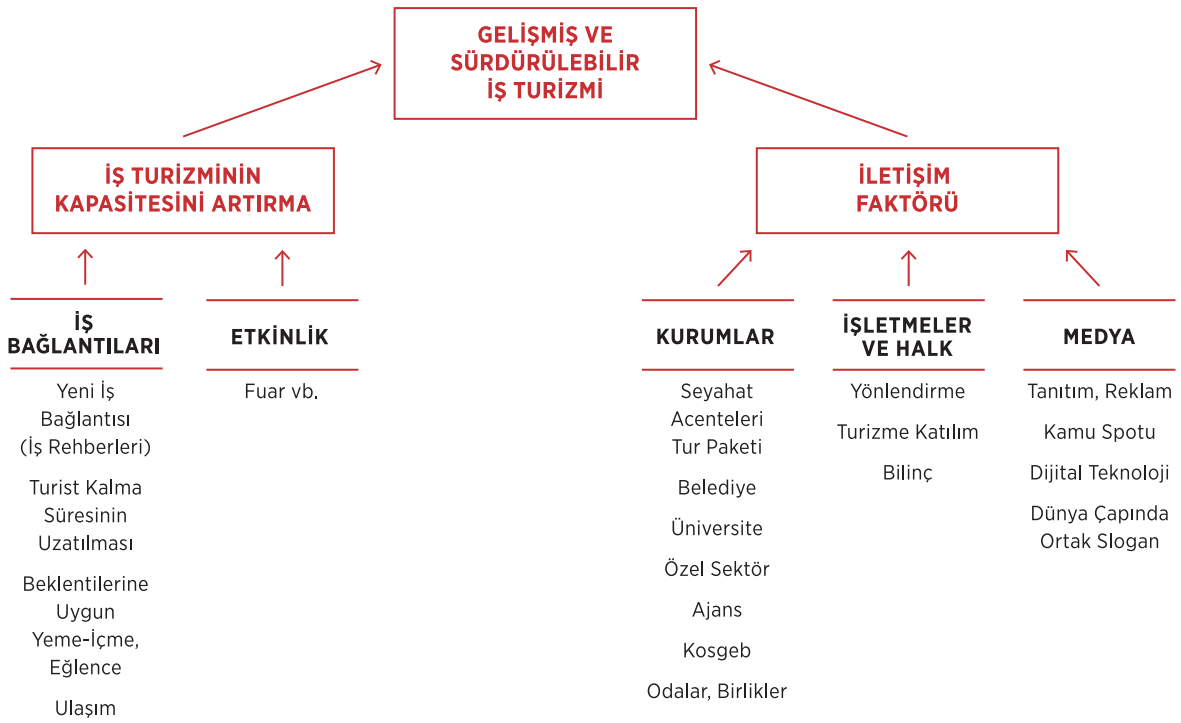 GELİŞMİŞ VE
SÜRDÜRÜLEBİLİR
İŞ TURİZMİ
İŞ TURİZMİNİN
KAPASİTESİNİ ARTIRMA
İLETİŞİM
FAKTÖRÜ
İŞ
BAĞLANTILARI
Yeni İş
Bağlantısı
(İş Rehberleri)
Turist Kalma
Süresinin
Uzatılması
Beklentilerine
Uygun
Yeme-İçme,
Eğlence
Ulaşım
ETKİNLİK
Fuar vb.
KURUMLAR
Seyahat
Acenteleri
Tur Paketi
Belediye
Üniversite
Özel Sektör
Ajans
Kosgeb
Odalar, Birlikler
İŞLETMELER
VE HALK
Yönlendirme
Turizme Katılım
Bilinç
MEDYA
Tanıtım, Reklam
Kamu Spotu
Dijital Teknoloji
Dünya Çapında
Ortak Slogan